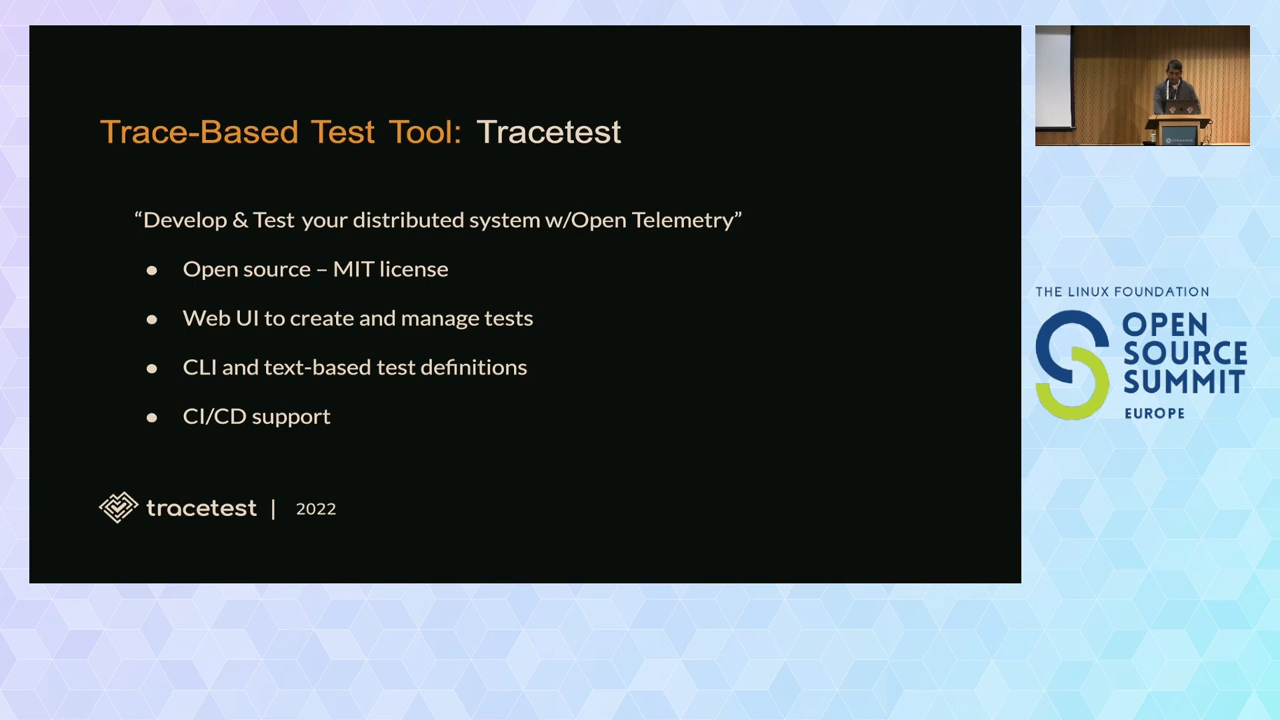 Trace-Based Test Tool: Tracetest
“Develop & Test your distributed system w/Open Telemetry”
● Open source – MIT license
● Web UI to create and manage tests
● CLI and text-based test definitions
● CI/CD support
tracetest | 2022
THE LINUX FOUNDATION
OPEN
SOURCE
SUMMIT
EUROPE